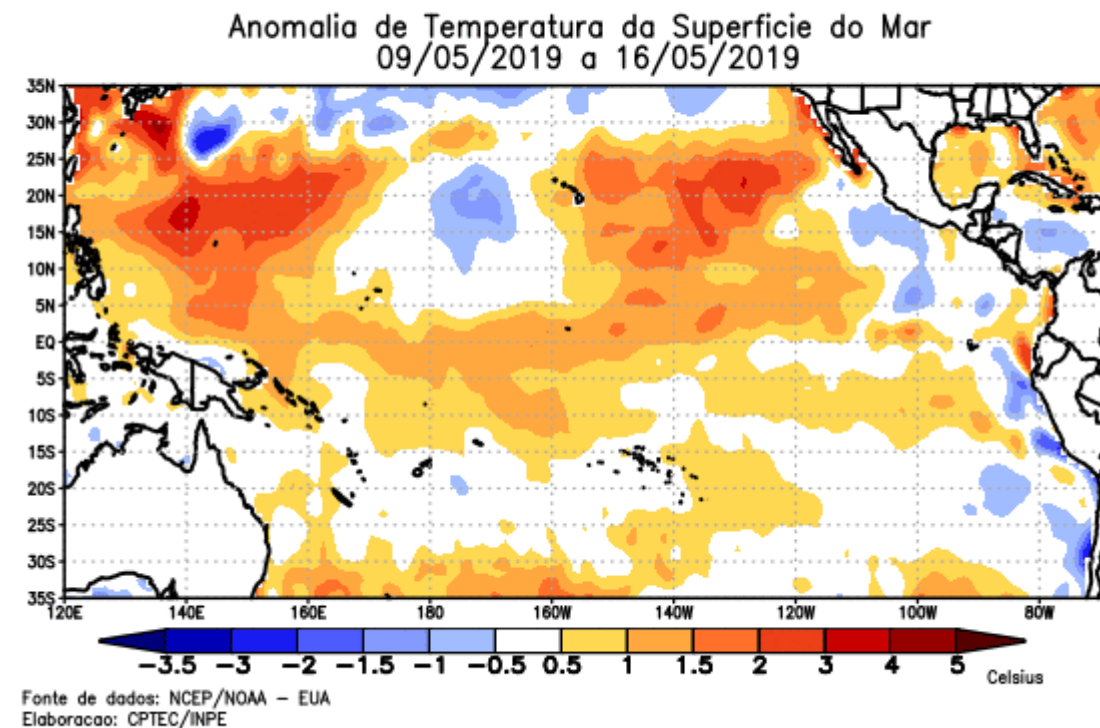 Anomalia de Temperatura da Superficie do Mar
09/05/2019 a 16/05/2019
35N
30N
25N
20N
15N
10N
5N
EQ
5S
10S
15S
20S
25S
30S
35S
120E 140E 160E 180 160W 140W 120W 100W 80W
-3.5 -3 -2 -1.5 -1 -0.5 0.5 1 1.5 2 3 4 5
Celsius
Fonte de dados: NCEP/NOAA - EUA
Elaboracao: CPTEC/INPE